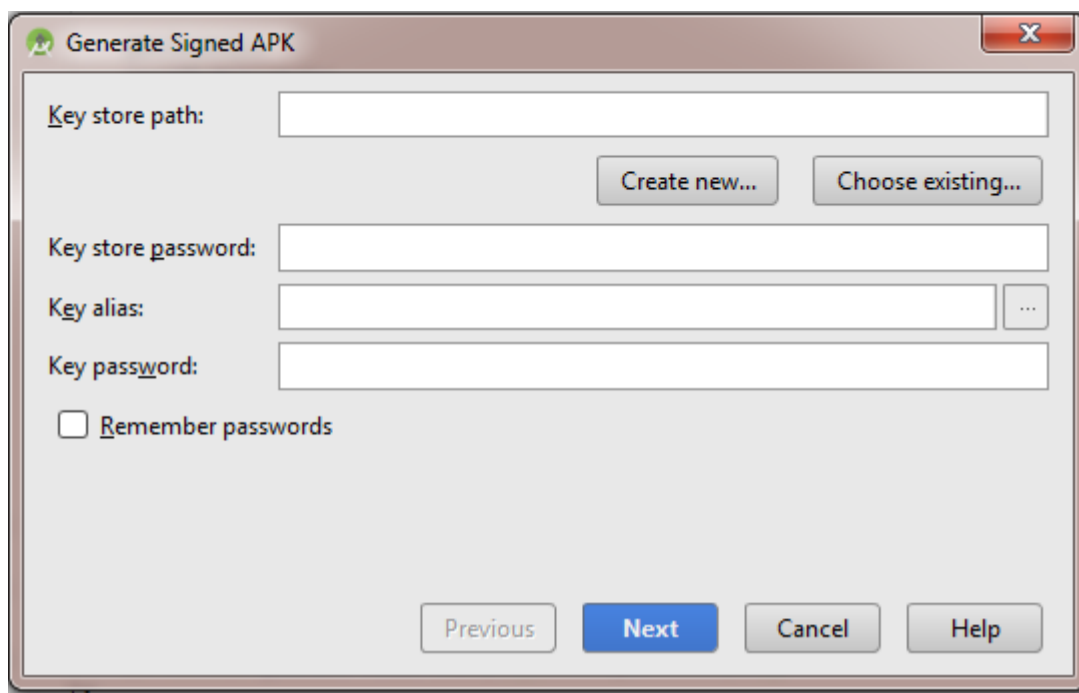 Generate Signed APK
Key store path:
Create new... Choose existing...
Key store password:
Key alias: ...
Key password:
Remember passwords
Previous Next Cancel Help